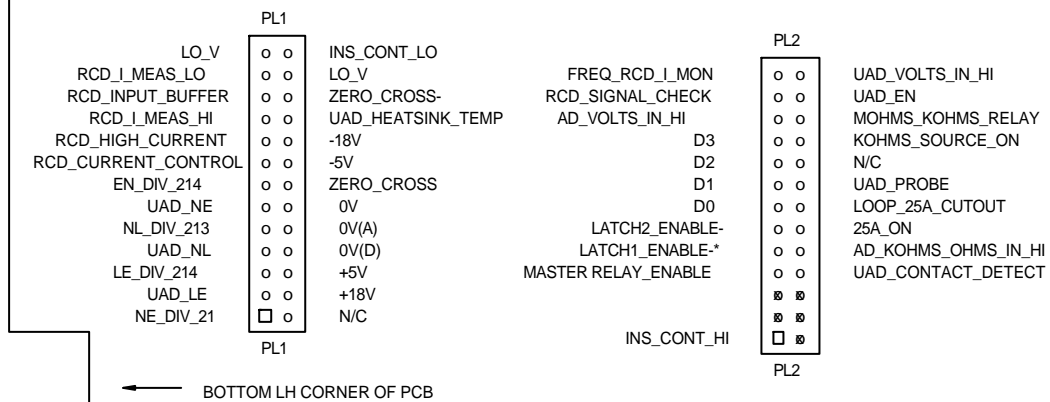 PL1
LO_V INS_CONT_LO
RCD_I_MEAS_LO LO_V
RCD_INPUT_BUFFER ZERO_CROSS-
RCD_I_MEAS_HI UAD_HEATSINK_TEMP
RCD_HIGH_CURRENT -18V
RCD_CURRENT_CONTROL -5V
EN_DIV_214 ZERO_CROSS
UAD_NE 0V
NL_DIV_213 0V(A)
UAD_NL 0V(D)
LE_DIV_214 +5V
UAD_LE +18V
NE_DIV_21 N/C
PL1
PL2
FREQ_RCD_I_MON UAD_VOLTS_IN_HI
RCD_SIGNAL_CHECK UAD_EN
AD_VOLTS_IN_HI MOHMS_KOHMS_RELAY
D3 KOHMS_SOURCE_ON
D2 N/C
D1 UAD_PROBE
D0 LOOP_25A_CUTOUT
LATCH2_ENABLE- 25A_ON
LATCH1_ENABLE-* AD_KOHMS_OHMS_IN_HI
MASTER RELAY_ENABLE UAD_CONTACT_DETECT
INS_CONT_HI
PL2
BOTTOM LH CORNER OF PCB